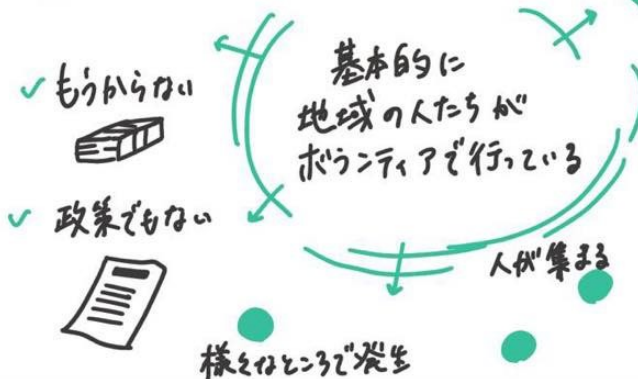 ✓ もうからない
✓ 政策でもない
基本的に
地域の人たちが
ボランティアで行っている
人が集まる
様々なところで発生